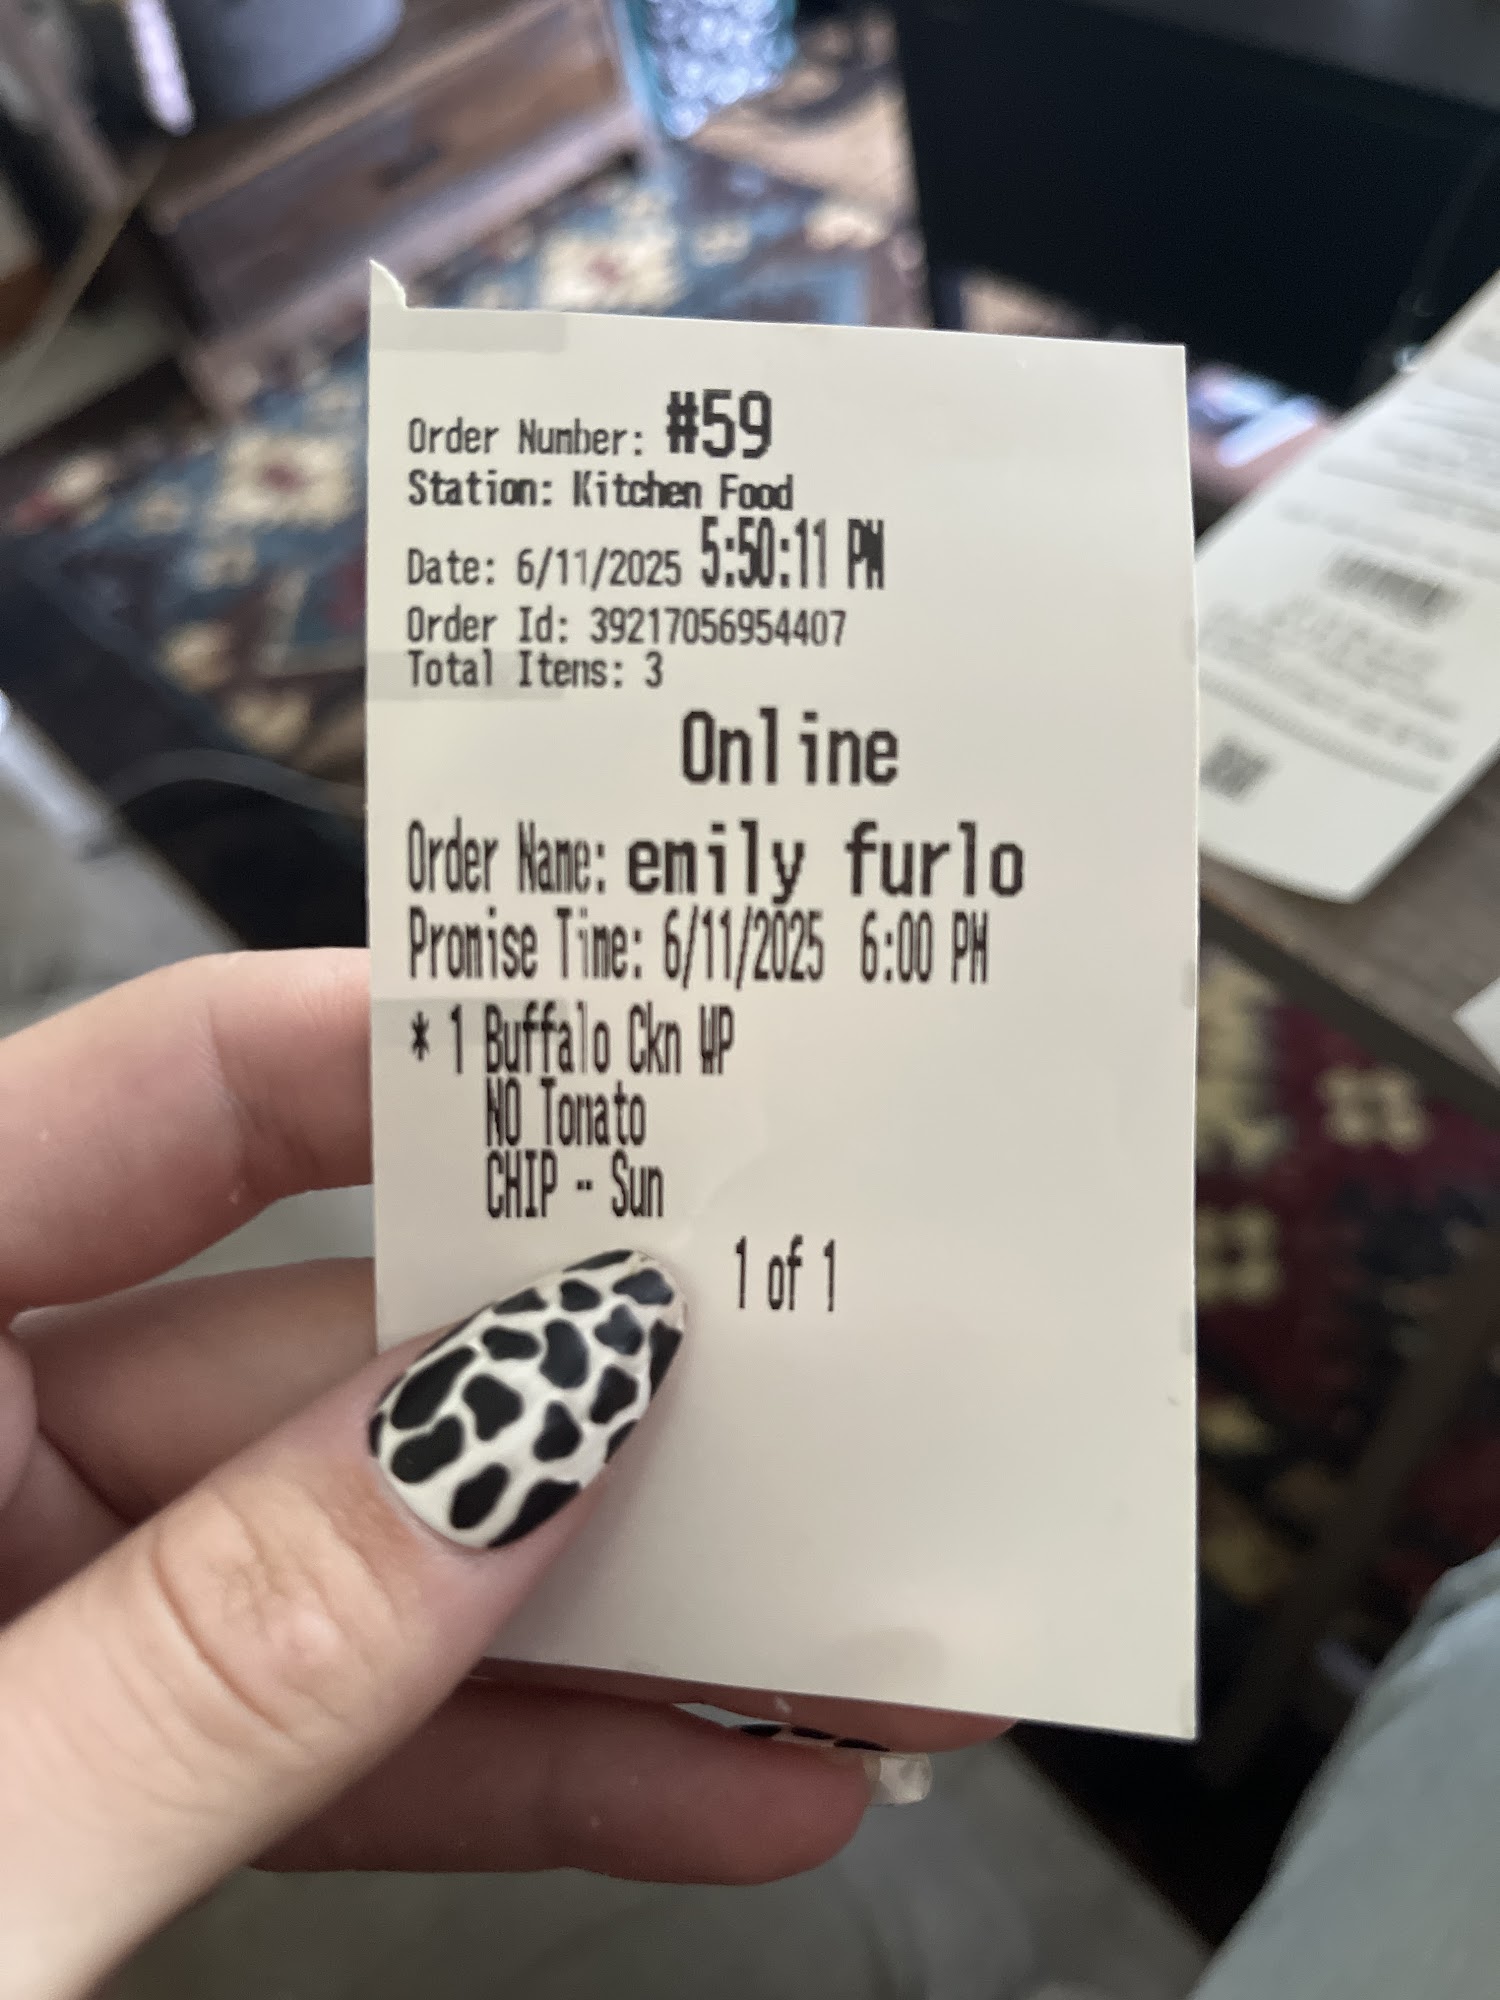 Order Number: #59
Station: Kitchen Food
Date: 6/11/2025 5:50:11 PM
Order Id: 39217056954407
Total Items: 3
Online
Order Name: emily furlo
Promise Time: 6/11/2025 6:00 PM
* 1 Buffalo Ckn WP
NO Tomato
CHIP - Sun
1 of 1